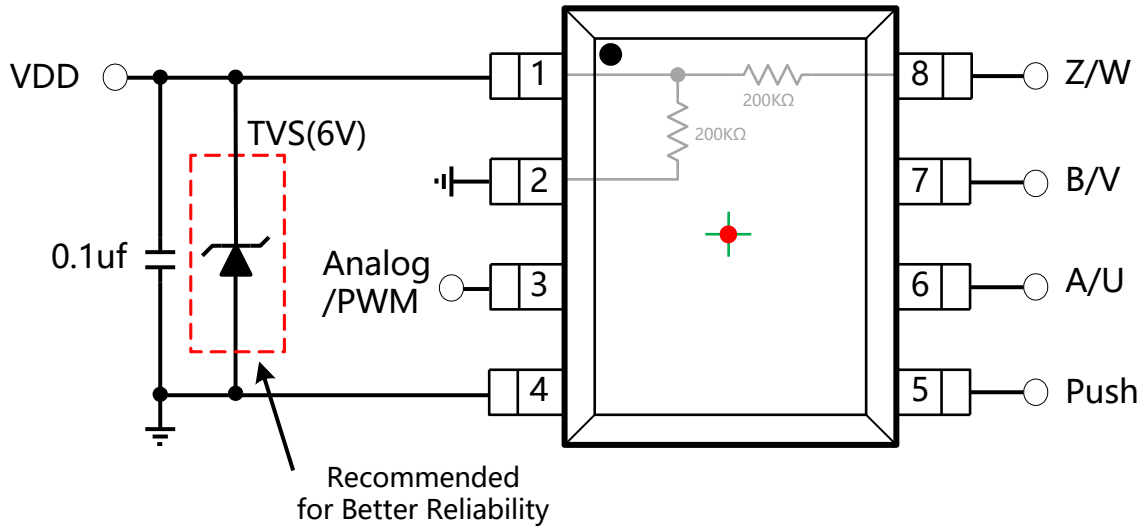 VDD
TVS(6V)
0.1uf
Analog
/PWM
Recommended
for Better Reliability
1
2
3
4
200KΩ
200KΩ
8
7
6
5
Z/W
B/V
A/U
Push